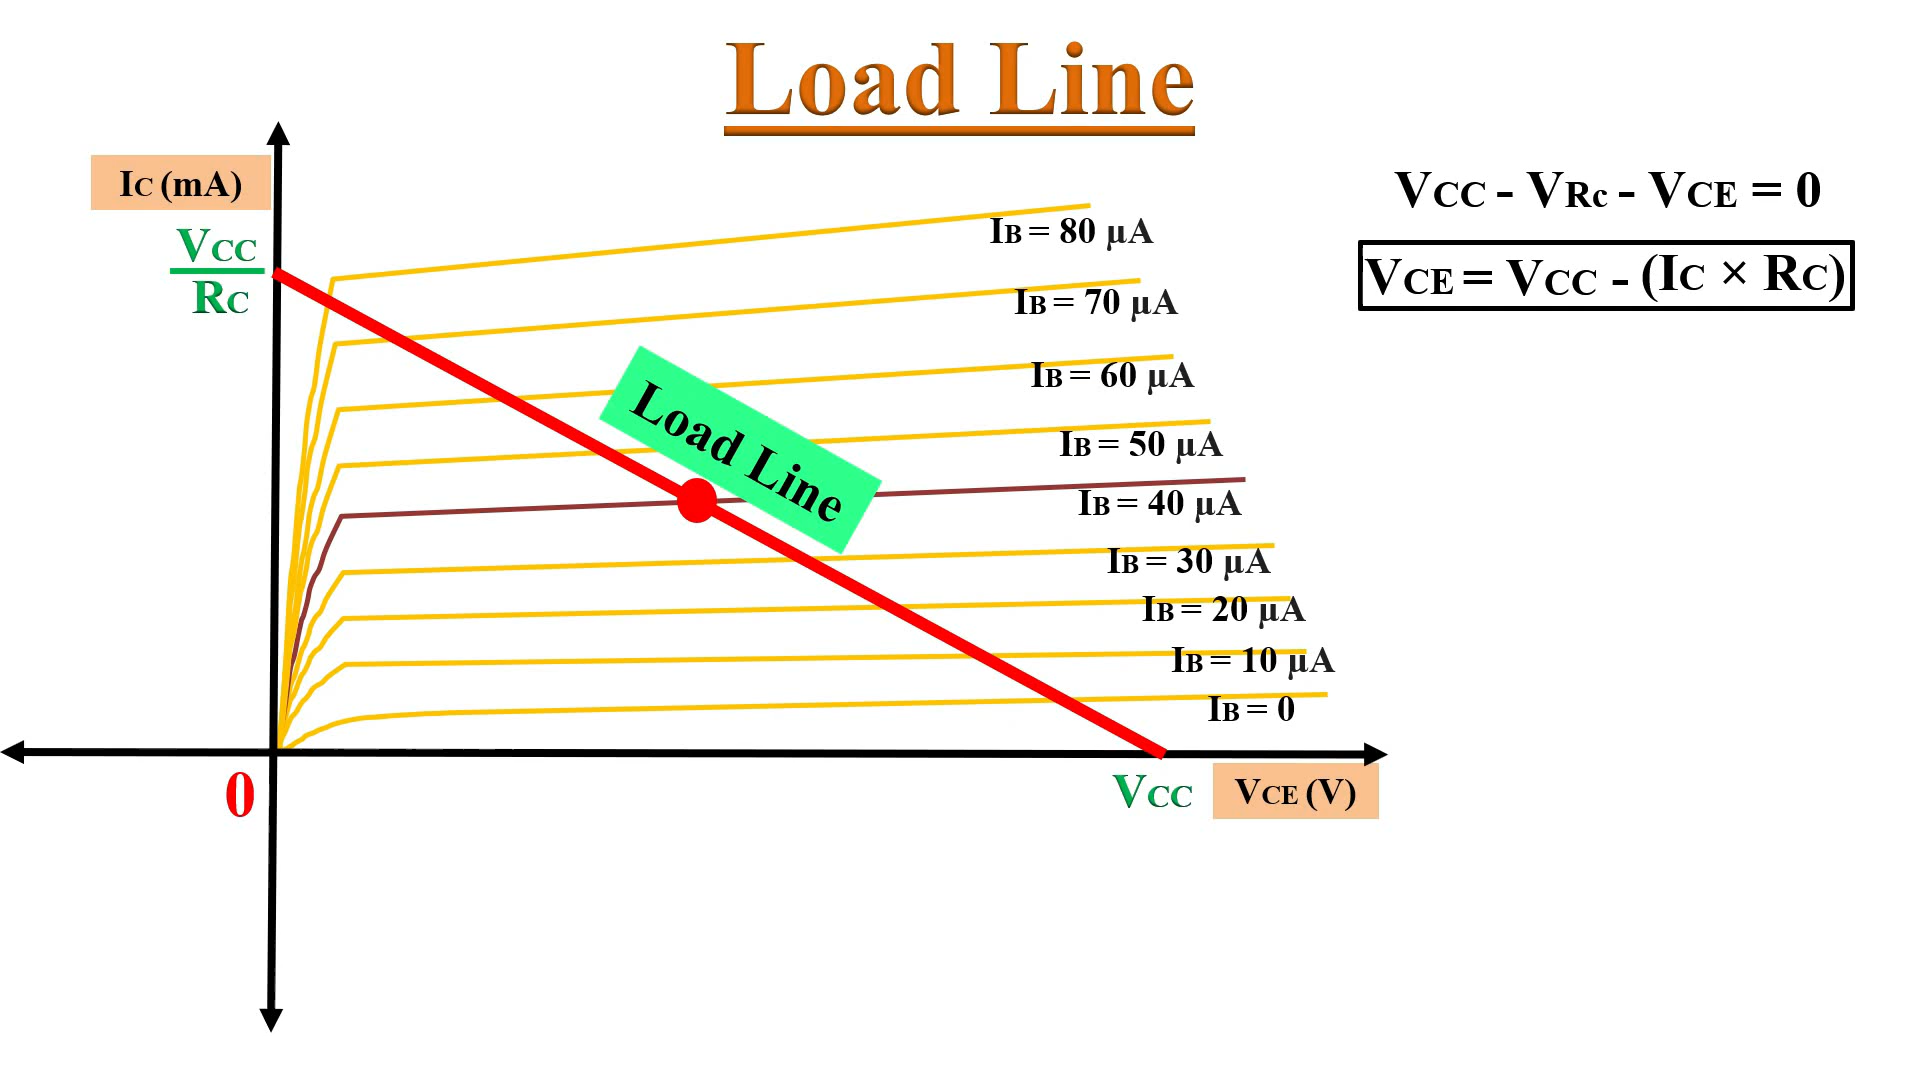 Load Line
IC (mA)
VCC
RC
VCC - VRc - VCE = 0
VCE = VCC - (IC × RC)
IB = 80 µA
IB = 70 µA
IB = 60 µA
Load Line
IB = 50 µA
IB = 40 µA
IB = 30 µA
IB = 20 µA
IB = 10 µA
IB = 0
0
VCC
VCE (V)